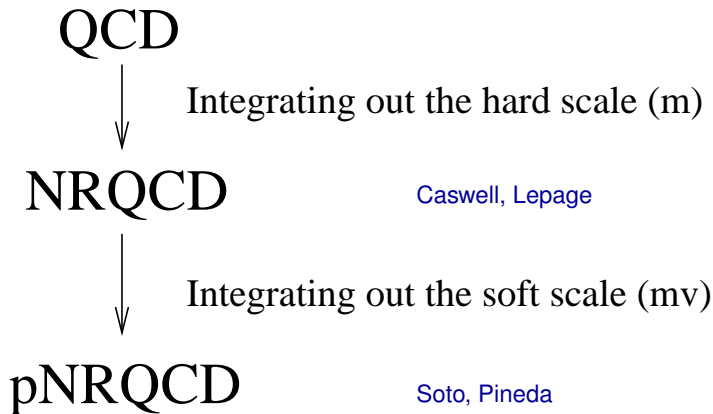 QCD
Integrating out the hard scale (m)
NRQCD Caswell, Lepage
Integrating out the soft scale (mv)
pNRQCD Soto, Pineda